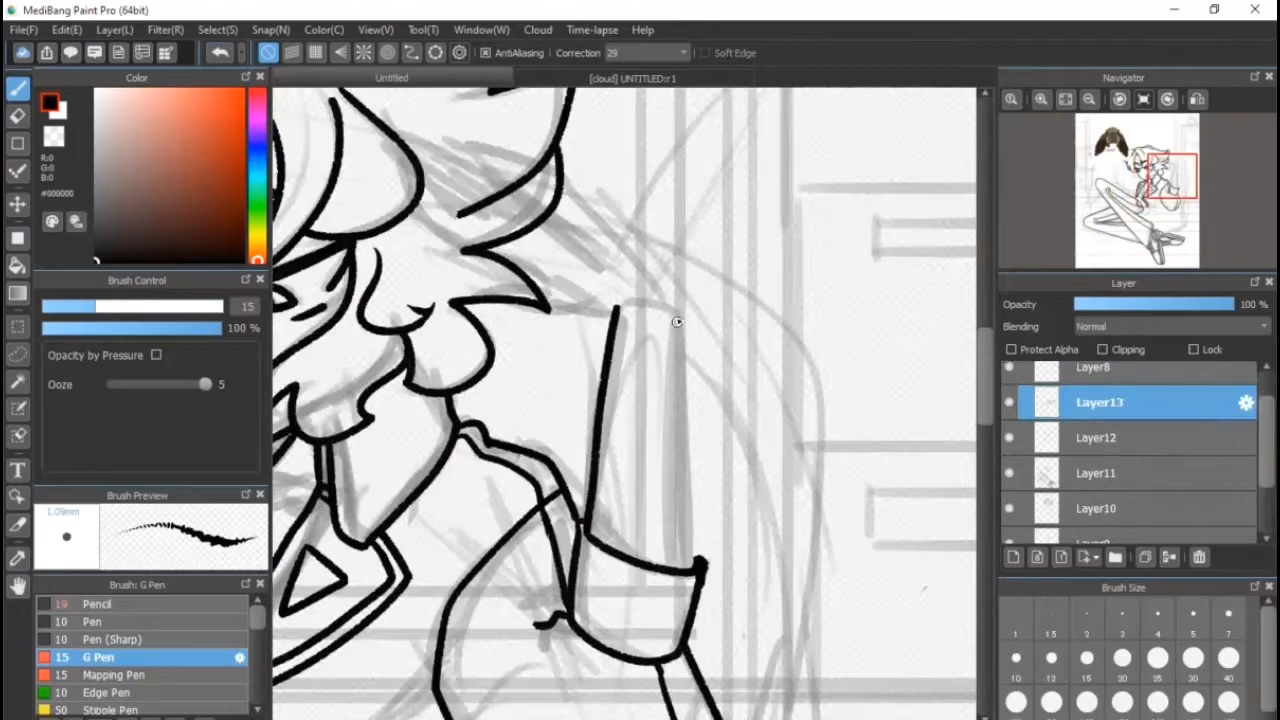 MediBang Paint Pro (64bit)
File(F) Edit(E) Layer(L) Filter(R) Select(S) Snap(N) Color(C) View(V) Tool(T) Window(W) Cloud Time-lapse Help
AntiAliasing Correction 29 Soft Edge
Color
Untitled
[cloud] UNTITLED:r1
Navigator
R:0
G:0
B:0
#000000
Brush Control
15
100 %
Opacity by Pressure
Ooze 5
Brush Preview
1.09mm
Brush: G Pen
19 Pencil
10 Pen
10 Pen (Sharp)
15 G Pen
15 Mapping Pen
10 Edge Pen
50 Stipple Pen
T
Layer
Opacity 100 %
Blending Normal
Protect Alpha Clipping Lock
Layer8
Layer13
Layer12
Layer11
Layer10
Brush Size
1 1.5 2 3 4 5 7
10 12 15 20 25 30 40